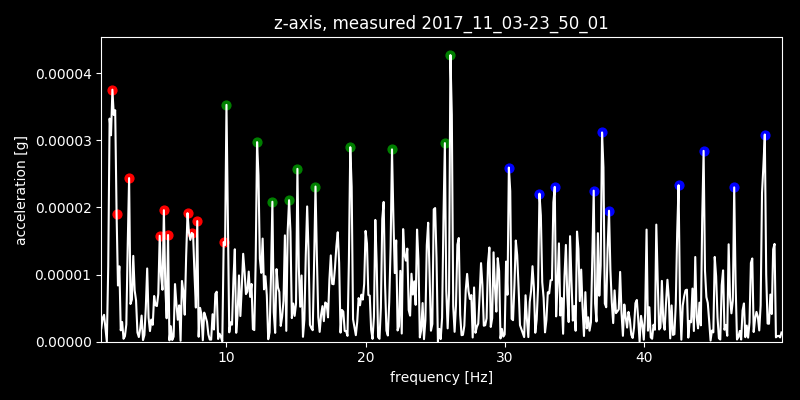 z-axis, measured 2017_11_03-23_50_01
0.00004
0.00003
0.00002
0.00001
0.00000
acceleration [g]
10 20 30 40
frequency [Hz]